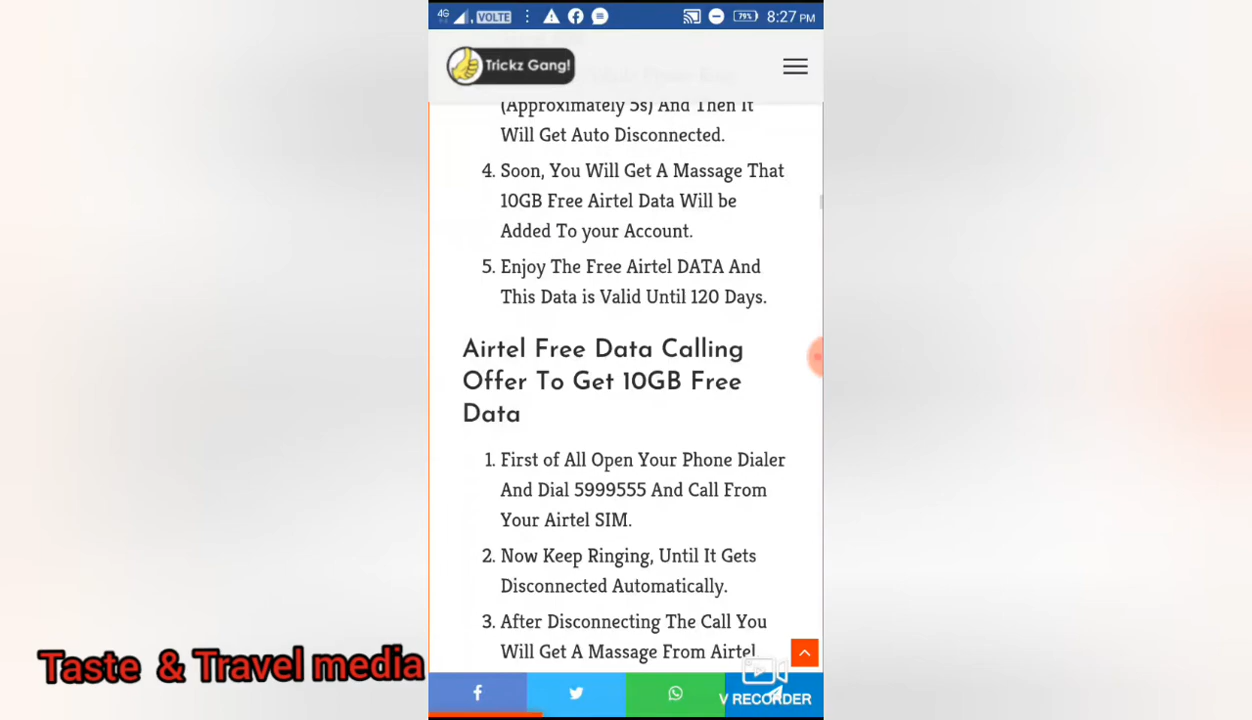 4G VOLTE 79% 8:27 PM
Trickz Gang!
(Approximately 5s) And Then It
Will Get Auto Disconnected.
4. Soon, You Will Get A Massage That
10GB Free Airtel Data Will be
Added To your Account.
5. Enjoy The Free Airtel DATA And
This Data is Valid Until 120 Days.
Airtel Free Data Calling
Offer To Get 10GB Free
Data
1. First of All Open Your Phone Dialer
And Dial 5999555 And Call From
Your Airtel SIM.
2. Now Keep Ringing, Until It Gets
Disconnected Automatically.
3. After Disconnecting The Call You
Will Get A Massage From Airtel
Taste & Travel media
V RECORDER